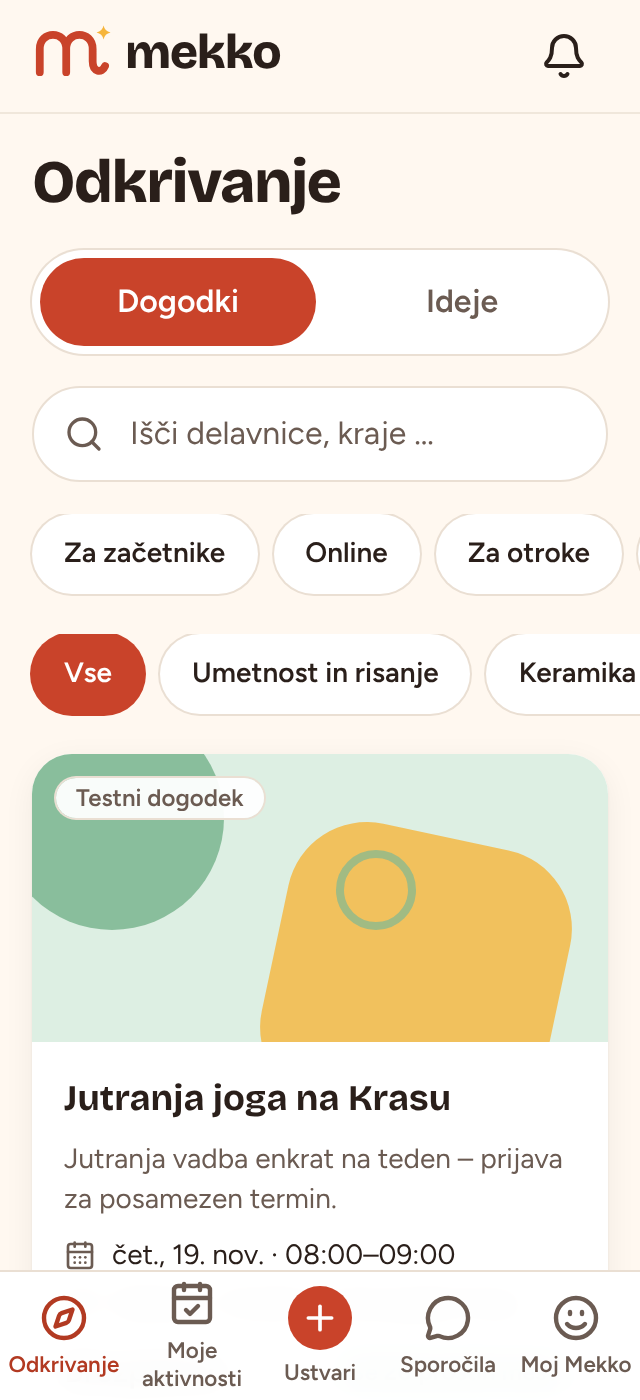 mekko
Odkrivanje
Dogodki
Ideje
Išči delavnice, kraje ...
Za začetnike
Online
Za otroke
Vse
Umetnost in risanje
Keramika
Testni dogodek
Jutranja joga na Krasu
Jutranja vadba enkrat na teden – prijava
za posamezen termin.
čet., 19. nov. · 08:00–09:00
Odkrivanje
Moje
aktivnosti
Ustvari
Sporočila
Moj Mekko